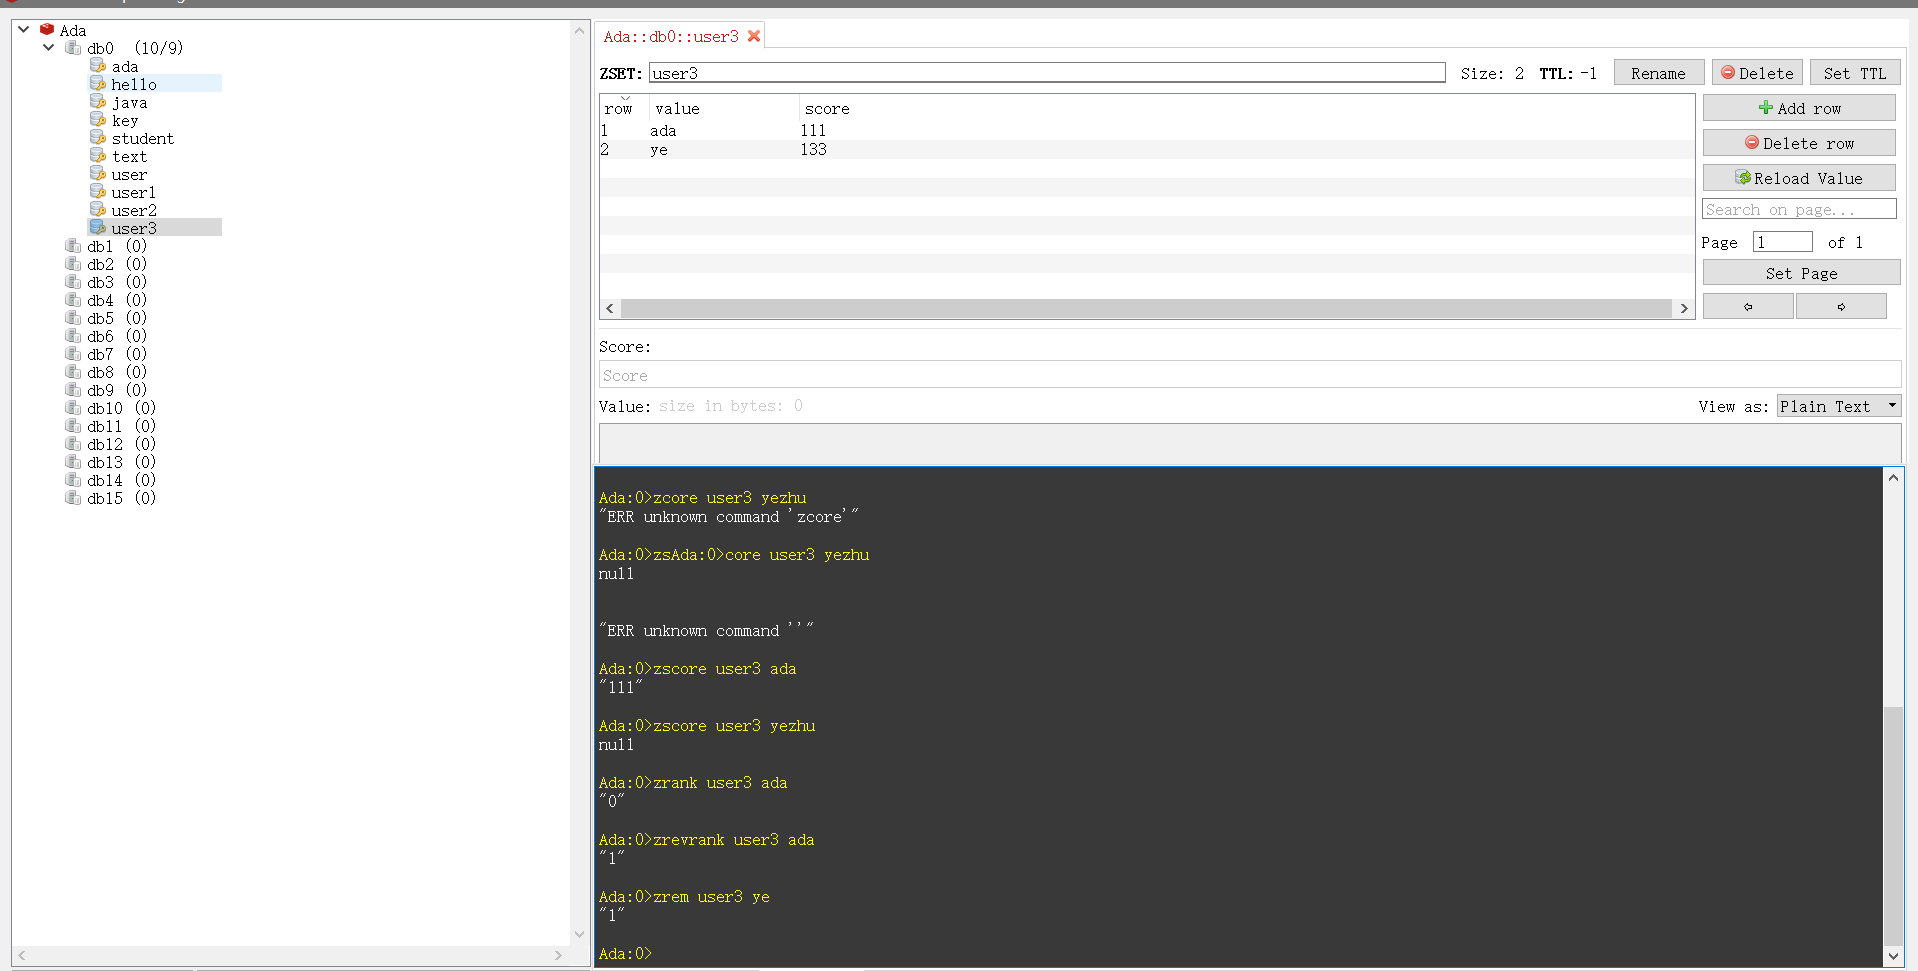 Ada
db0  (10/9)
ada
hello
java
key
student
text
user
user1
user2
user3
db1 (0)
db2 (0)
db3 (0)
db4 (0)
db5 (0)
db6 (0)
db7 (0)
db8 (0)
db9 (0)
db10 (0)
db11 (0)
db12 (0)
db13 (0)
db14 (0)
db15 (0)
Ada::db0::user3
ZSET: user3 Size: 2 TTL: -1 Rename Delete Set TTL
row value score
1 ada 111
2 ye 133
Add row
Delete row
Reload Value
Search on page...
Page 1 of 1
Set Page
Score:
Score
Value: size in bytes: 0 View as: Plain Text
Ada:0>zcore user3 yezhu
"ERR unknown command 'zcore'"
Ada:0>zsAda:0>core user3 yezhu
null
"ERR unknown command ''"
Ada:0>zscore user3 ada
"111"
Ada:0>zscore user3 yezhu
null
Ada:0>zrank user3 ada
"0"
Ada:0>zrevrank user3 ada
"1"
Ada:0>zrem user3 ye
"1"
Ada:0>